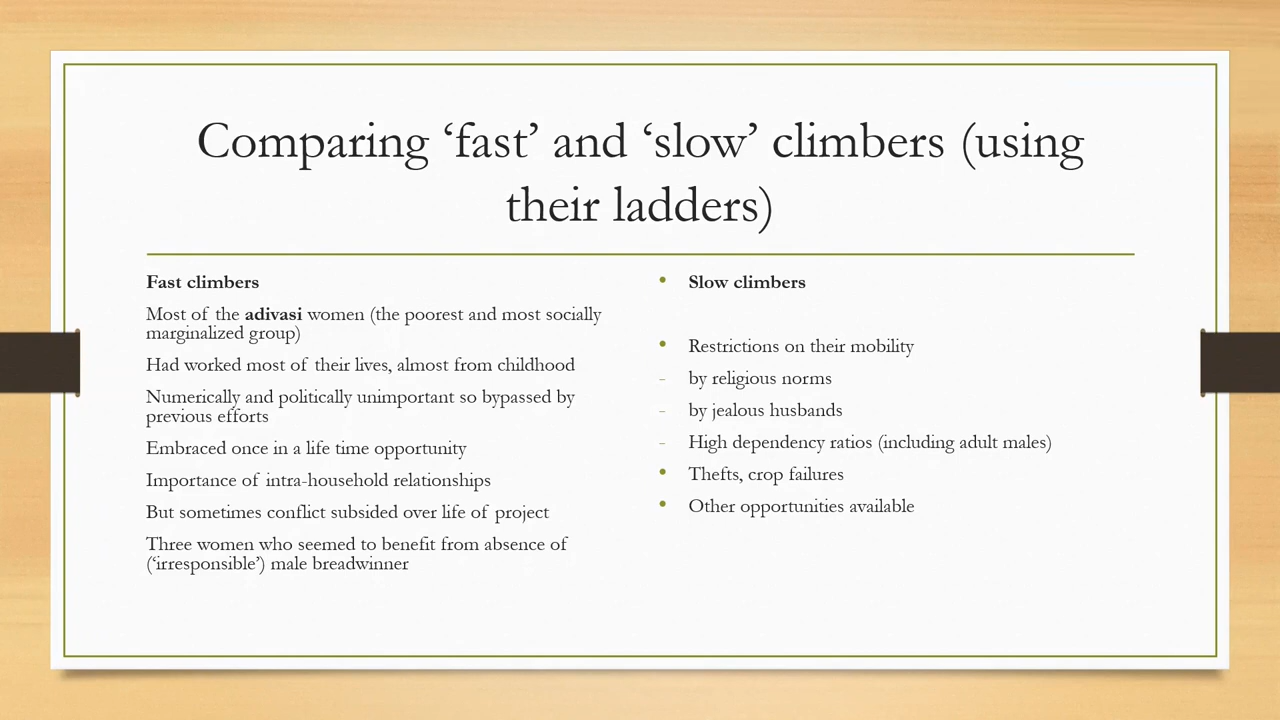 Comparing ‘fast’ and ‘slow’ climbers (using
their ladders)
Fast climbers
Most of the adivasi women (the poorest and most socially
marginalized group)
Had worked most of their lives, almost from childhood
Numerically and politically unimportant so bypassed by
previous efforts
Embraced once in a life time opportunity
Importance of intra-household relationships
But sometimes conflict subsided over life of project
Three women who seemed to benefit from absence of
(‘irresponsible’) male breadwinner
• Slow climbers
• Restrictions on their mobility
- by religious norms
- by jealous husbands
- High dependency ratios (including adult males)
• Thefts, crop failures
• Other opportunities available